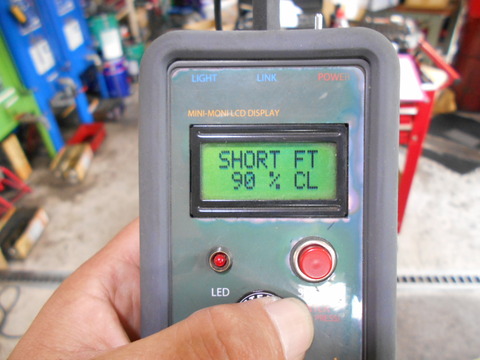 LIGHT LINK POWER
MINI-MONI LCD DISPLAY
SHORT FT
90 % CL
LED